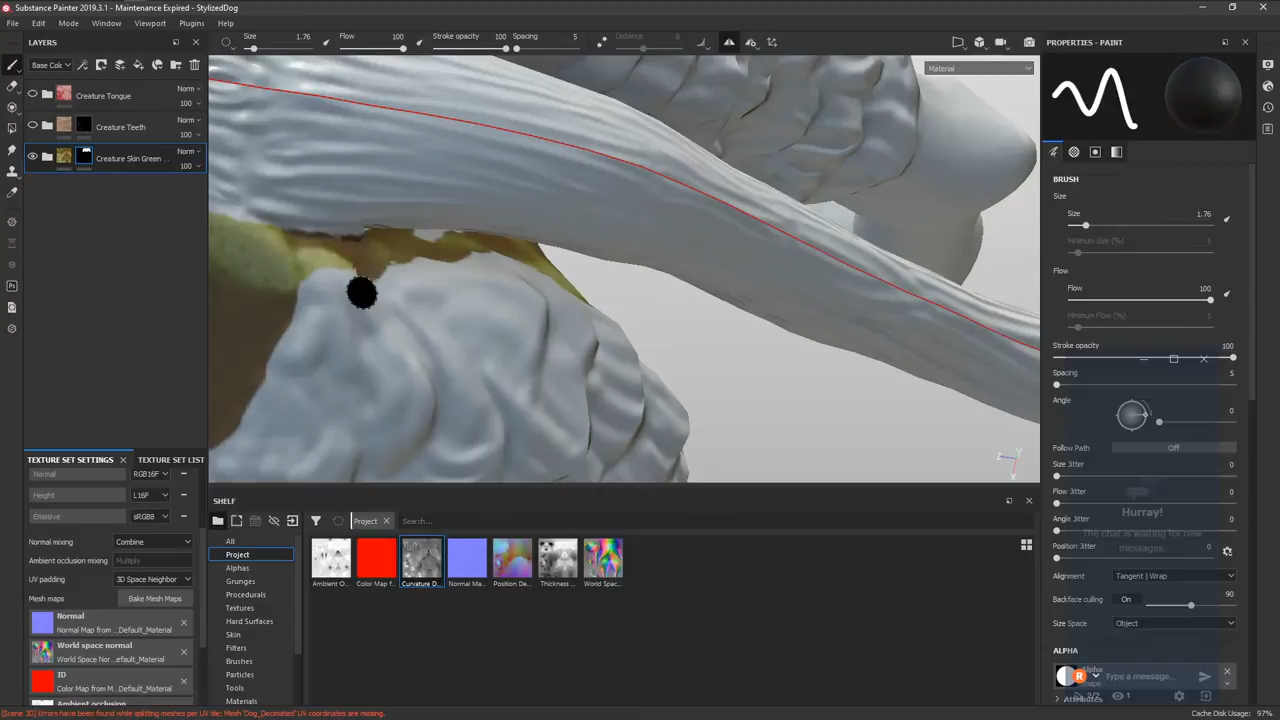 Substance Painter 2019.3.1 - Maintenance Expired - StylizedDog
File Edit Mode Window Viewport Plugins Help
LAYERS
Size 1.76 Flow 100 Stroke opacity 100 Spacing 5 Distance 8
PROPERTIES - PAINT
Base Col
Material
Norm
Creature Tongue
100
Norm
Creature Teeth
100
Norm
Creature Skin Green ...
100
BRUSH
Size
Size 1.76
Minimum Size (%) 5
Flow
Flow 100
Minimum Flow (%) 5
Stroke opacity 100
Spacing 5
Angle
0
Follow Path Off
Size Jitter 0
Flow Jitter 0
Angle Jitter 0
Position Jitter 0
Hurray!
The chat is waiting for new
messages.
Alignment Tangent | Wrap
Backface culling On 90
Size Space Object
ALPHA
Alpha
Shape
Type a message...
Attributes
2/2 1
Z Y
X
TEXTURE SET SETTINGS TEXTURE SET LIST
Normal RGB16F
Height L16F
Emissive sRGB8
Normal mixing Combine
Ambient occlusion mixing Multiply
UV padding 3D Space Neighbor
Mesh maps Bake Mesh Maps
Normal
Normal Map from ...Default_Material
World space normal
World Space Nor...efault_Material
ID
Color Map from M...Default_Material
Ambient occlusion
SHELF
Project
Search...
All
Project
Alphas
Grunges
Procedurals
Textures
Hard Surfaces
Skin
Filters
Brushes
Particles
Tools
Materials
Ambient O... Color Map f... Curvature D... Normal Ma... Position De... Thickness ... World Spac...
[Scene 3D] Errors have been found while splitting meshes per UV tile: Mesh 'Dog_Decimated' UV coordinates are missing.
Cache Disk Usage: 97%